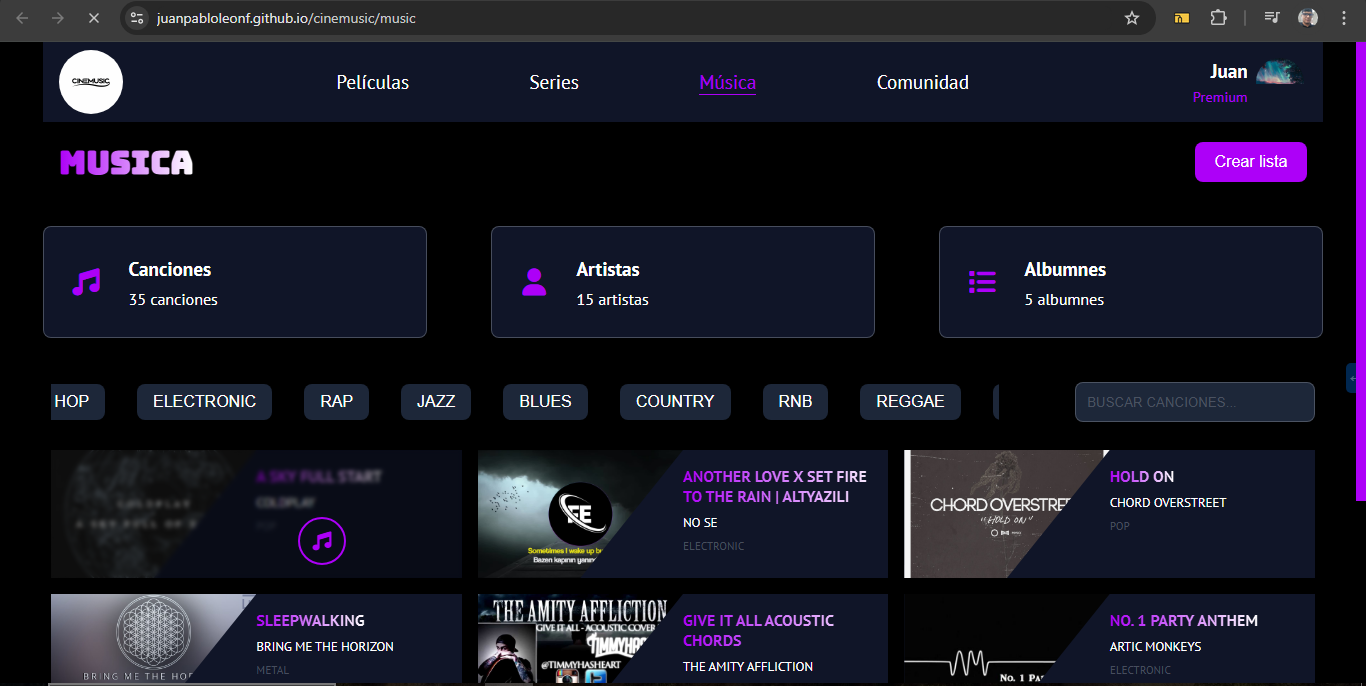 juanpabloleonf.github.io/cinemusic/music
CINEMUSIC
Películas
Series
Música
Comunidad
Juan
Premium
MUSICA
Crear lista
Canciones
35 canciones
Artistas
15 artistas
Albumnes
5 albumnes
HOP
ELECTRONIC
RAP
JAZZ
BLUES
COUNTRY
RNB
REGGAE
BUSCAR CANCIONES...
COLDPLAY
A SKY FULL OF
A SKY FULL START
COLDPLAY
POP
FE
Sometimes I wake up b
Bazen kapının yanın
ANOTHER LOVE X SET FIRE
TO THE RAIN | ALTYAZILI
NO SE
ELECTRONIC
CHORD OVERSTREE
"HOLD ON"
HOLD ON
CHORD OVERSTREET
POP
BRING ME THE HOR
SLEEPWALKING
BRING ME THE HORIZON
METAL
THE AMITY AFFLICTION
GIVE IT ALL - ACOUSTIC COVER
TIMMYHAS
@TIMMYHASHEART
GIVE IT ALL ACOUSTIC
CHORDS
THE AMITY AFFLICTION
No. 1 Pa
NO. 1 PARTY ANTHEM
ARTIC MONKEYS
ELECTRONIC